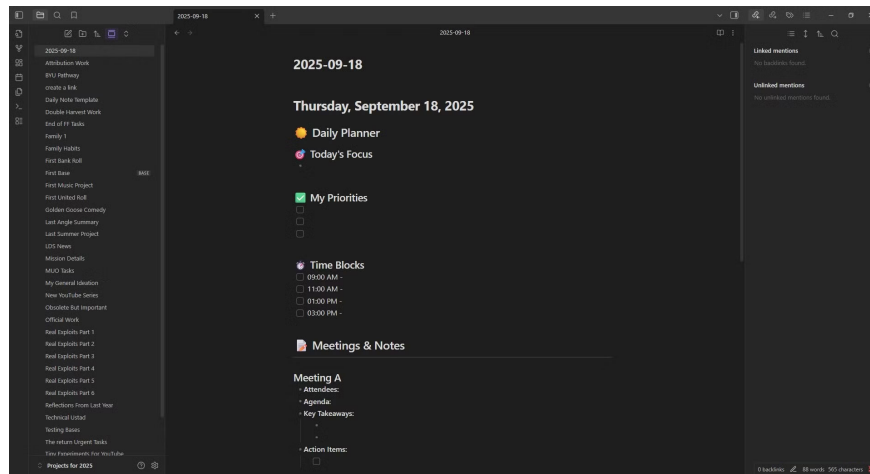 2025-09-18
2025-09-18
2025-09-18
Attribution Work
BYU Pathway
create a link
Daily Note Template
Double Harvest Work
End of FF Tasks
Family 1
Family Habits
First Bank Roll
First Base BASE
First Music Project
First United Roll
Golden Goose Comedy
Last Angle Summary
Last Summer Project
LDS News
Mission Details
MUO Tasks
My General Ideation
New YouTube Series
Obsolete But Important
Official Work
Real Exploits Part 1
Real Exploits Part 2
Real Exploits Part 3
Real Exploits Part 4
Real Exploits Part 5
Real Exploits Part 6
Reflections From Last Year
Technical Ustad
Testing Bases
The return Urgent Tasks
Tiny Experiments For YouTube
Projects for 2025
2025-09-18
Thursday, September 18, 2025
Daily Planner
Today's Focus
My Priorities
Time Blocks
09:00 AM -
11:00 AM -
01:00 PM -
03:00 PM -
Meetings & Notes
Meeting A
Attendees:
Agenda:
Key Takeaways:
Action Items:
Linked mentions
No backlinks found.
Unlinked mentions
No unlinked mentions found.
0 backlinks 88 words 565 characters